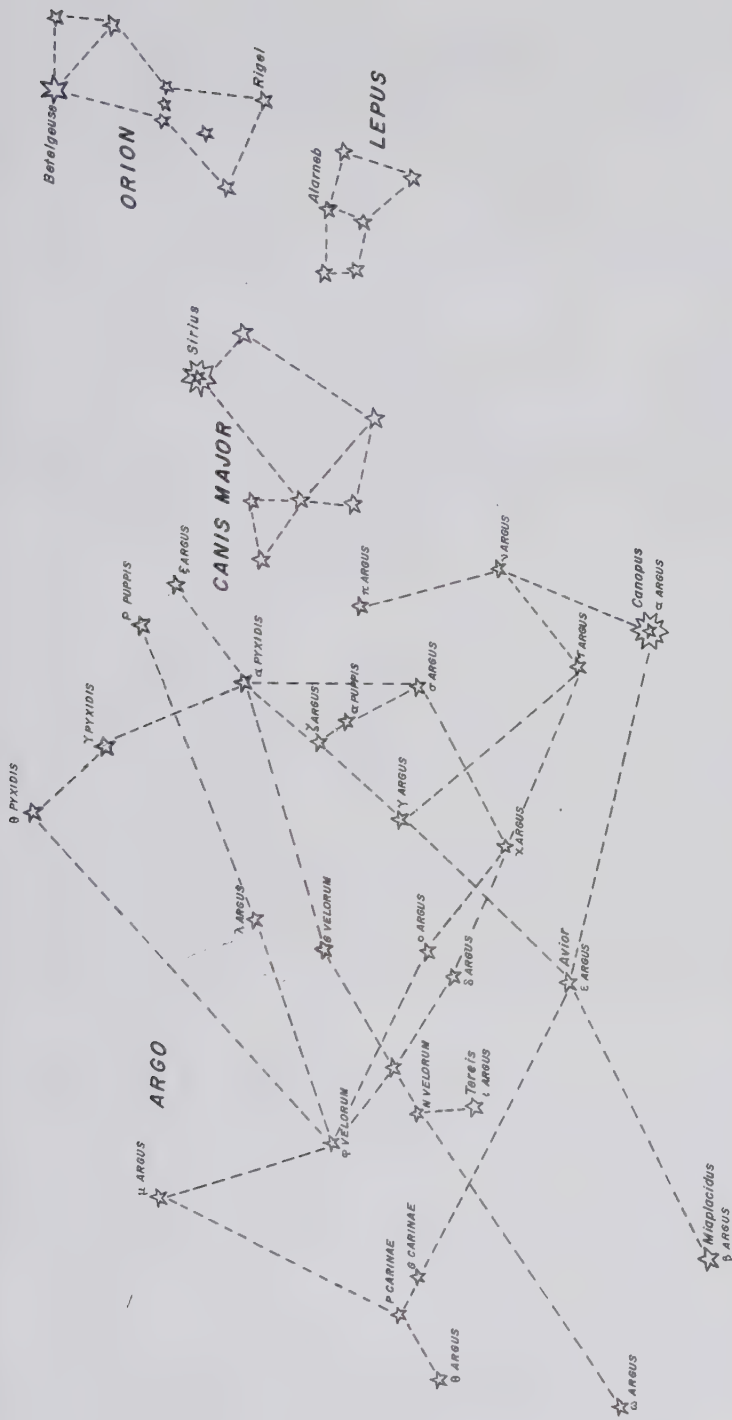 Betelgeuse
ORION
Rigel
Alarneb
LEPUS
Sirius
CANIS MAJOR
ξ ARGUS
ρ PUPPIS
γ PYXIDIS
θ PYXIDIS
α PYXIDIS
π ARGUS
ν ARGUS
Canopus
α ARGUS
τ ARGUS
σ ARGUS
α PUPPIS
ζ ARGUS
γ ARGUS
χ ARGUS
λ ARGUS
VELORUM
ο ARGUS
δ ARGUS
Avior
ε ARGUS
ARGO
φ VELORUM
N VELORUM
Tereis
ι ARGUS
μ ARGUS
P CARINAE
CARINAE
θ ARGUS
ω ARGUS
Miaplacidus
β ARGUS